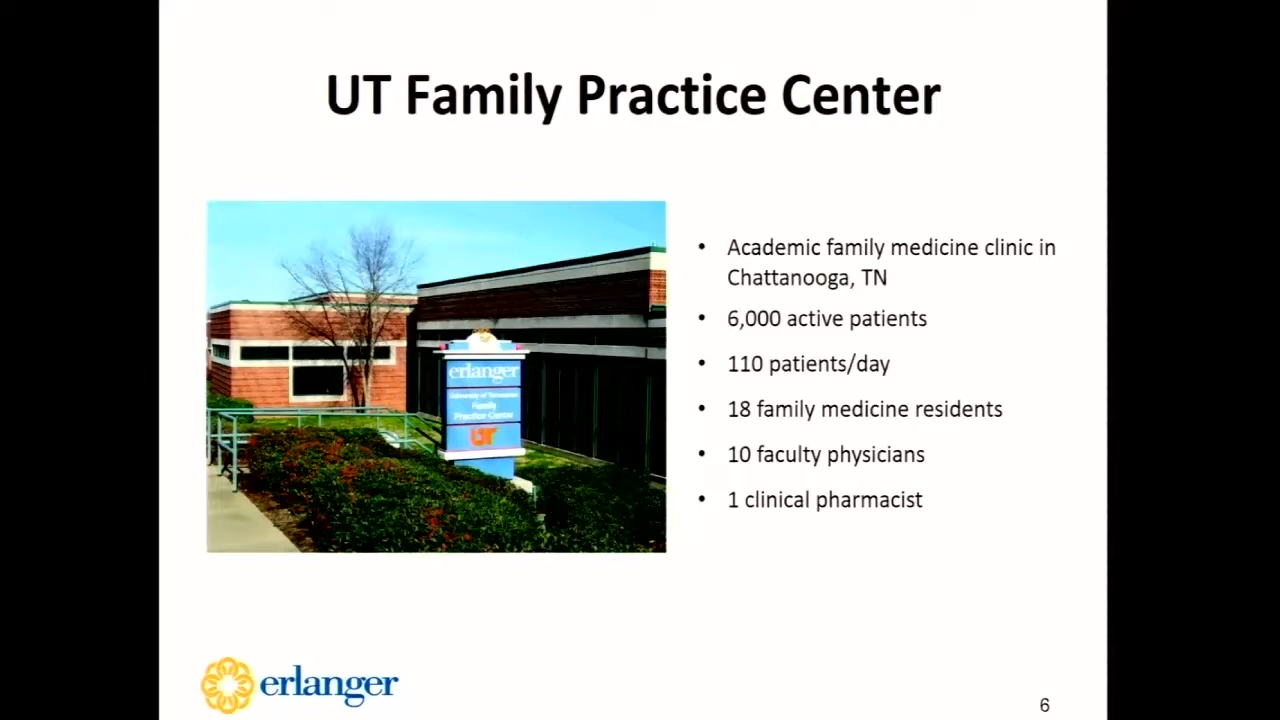 UT Family Practice Center
• Academic family medicine clinic in
Chattanooga, TN
• 6,000 active patients
• 110 patients/day
• 18 family medicine residents
• 10 faculty physicians
• 1 clinical pharmacist
erlanger
University of Tennessee
Family
Practice Center
UT
erlanger
6